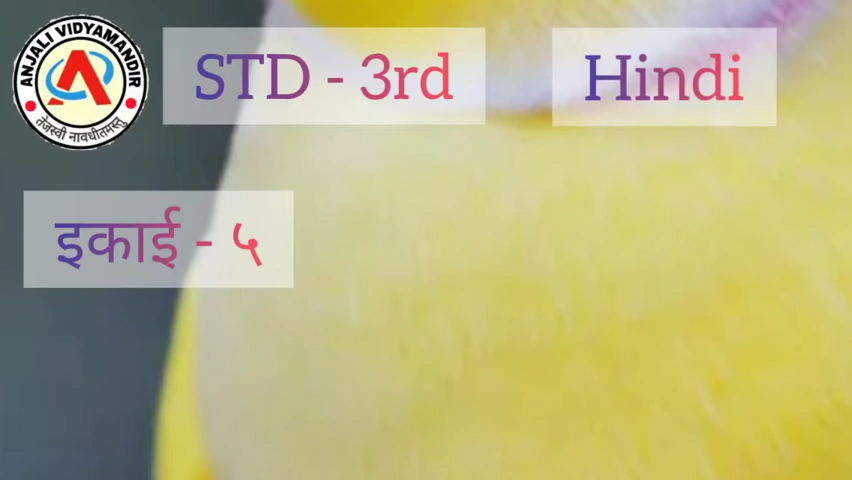 ANJALI VIDYAMANDIR
तेजस्वी नावधीतमस्तु
STD - 3rd
Hindi
इकाई - ५